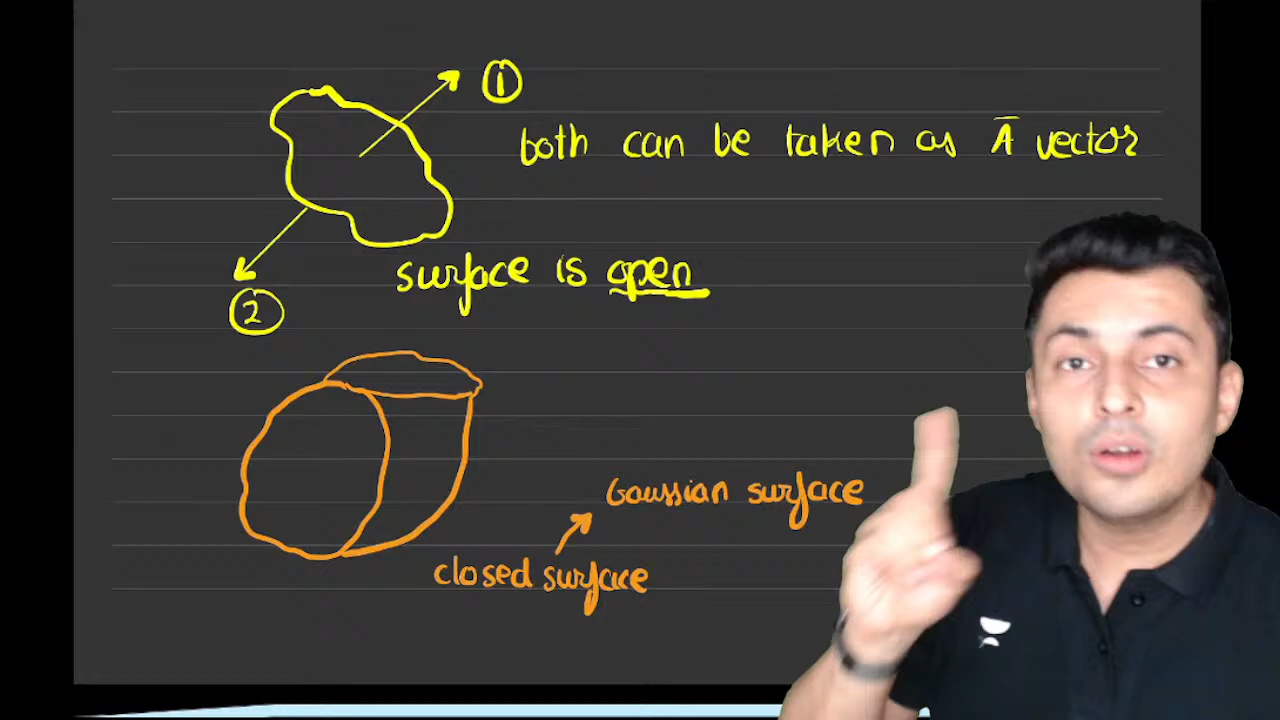 ①
both can be taken as A̅ vector
surface is open
②
Gaussian surface
closed surface